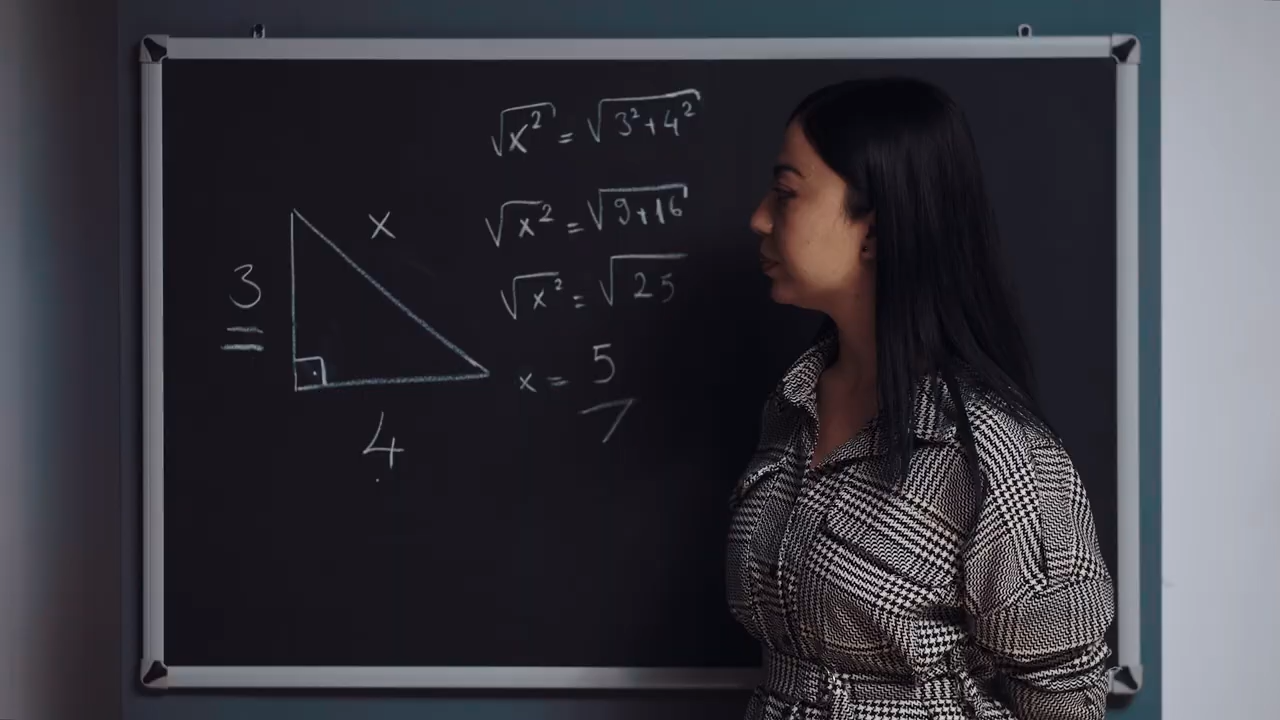 √x² = √3²+4²
√x² = √9+16
x
√x² = √25
3
x = 5
4